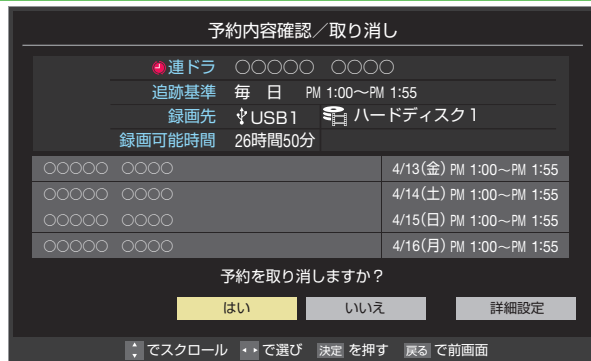 予約内容確認／取り消し
連ドラ ○○○○○ ○○○○
追跡基準 毎 日 PM 1:00～PM 1:55
録画先 USB1 ハードディスク1
録画可能時間 26時間50分
○○○○○ ○○○○ 4/13(金) PM 1:00～PM 1:55
○○○○○ ○○○○ 4/14(土) PM 1:00～PM 1:55
○○○○○ ○○○○ 4/15(日) PM 1:00～PM 1:55
○○○○○ ○○○○ 4/16(月) PM 1:00～PM 1:55
予約を取り消しますか？
はい いいえ 詳細設定
でスクロール で選び 決定 を押す 戻る で前画面